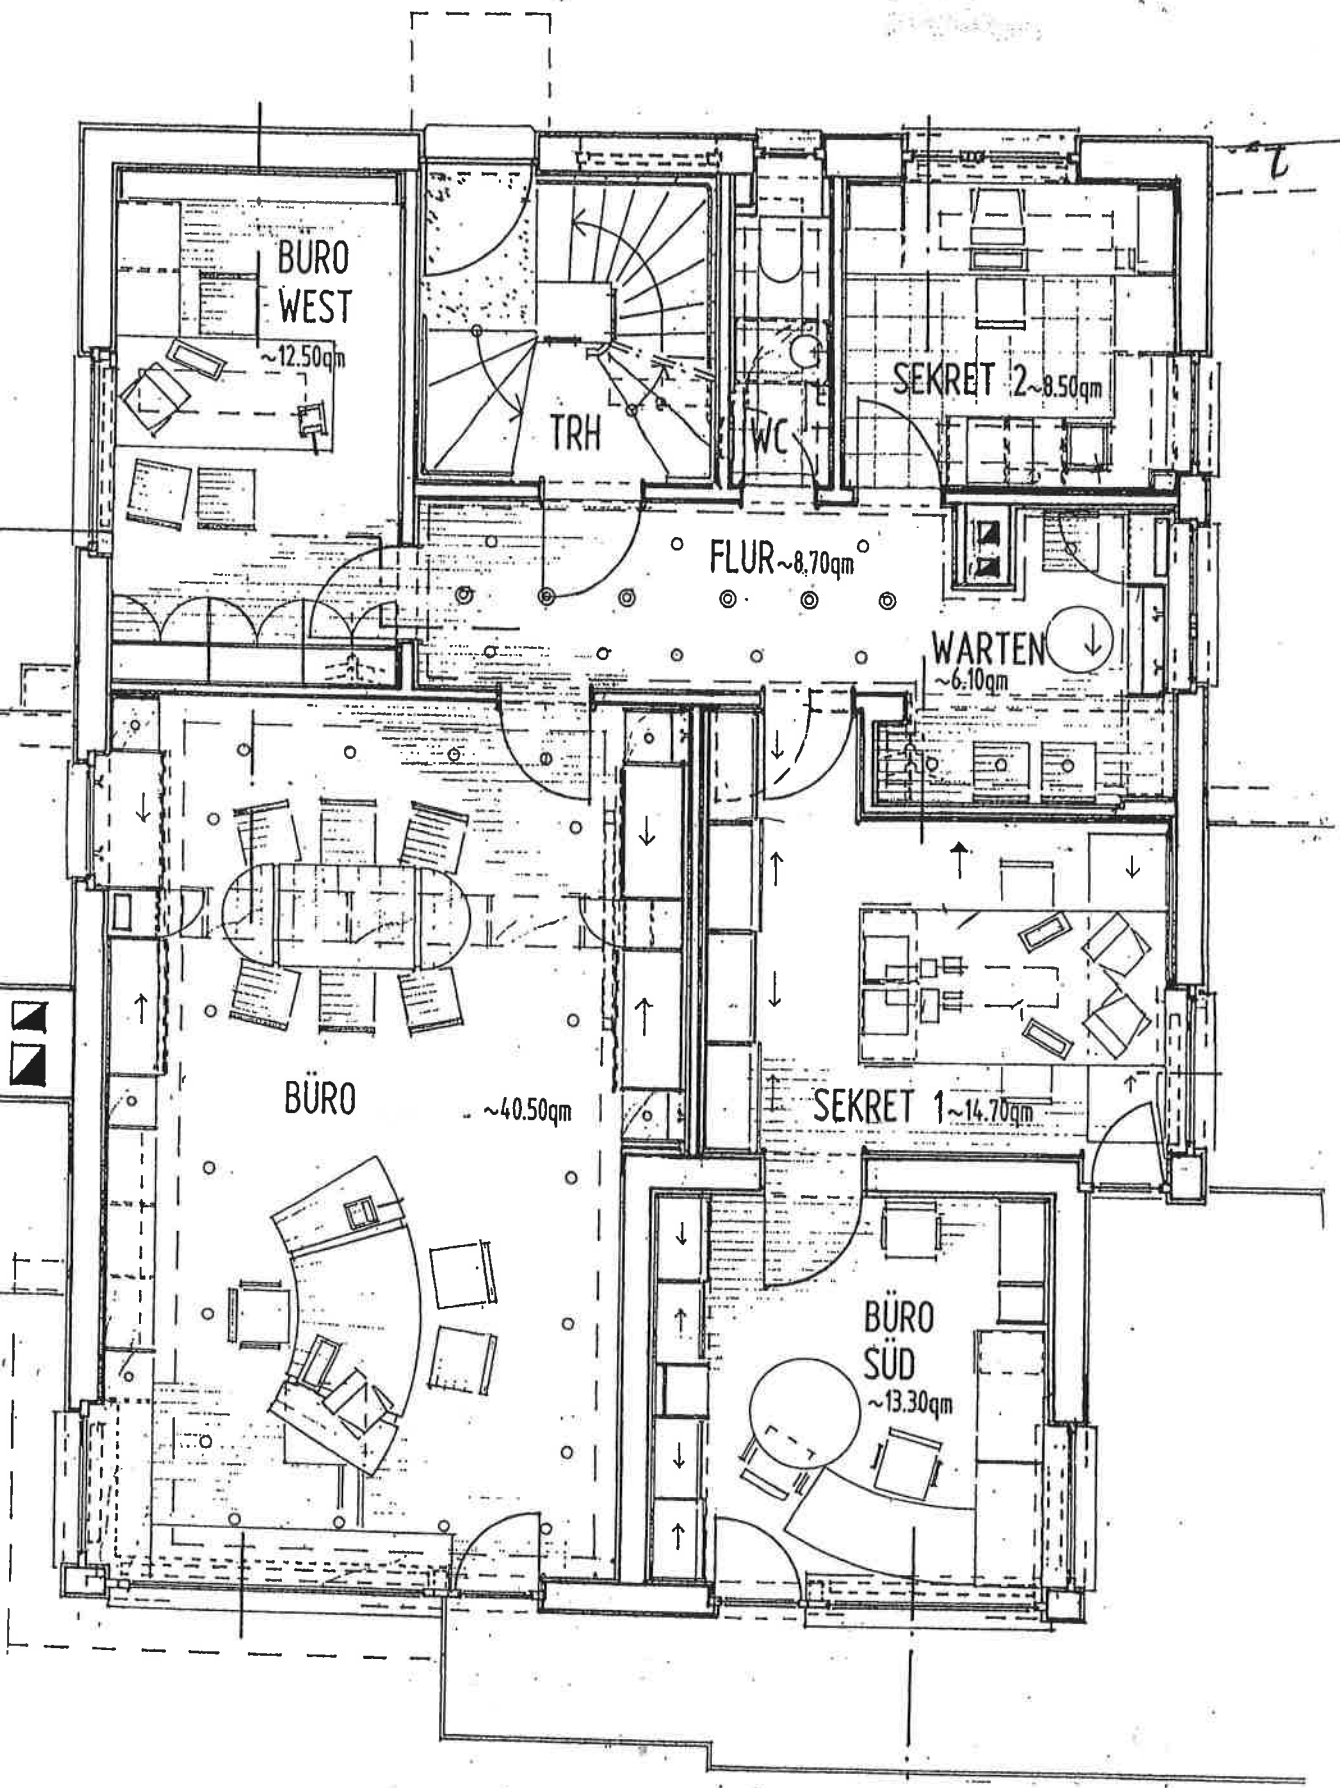 BÜRO
WEST
~12.50qm
TRH
WC
SEKRET 2~8.50qm
FLUR~8.70qm
WARTEN
~6.10qm
BÜRO ~40.50qm
SEKRET 1~14.70qm
BÜRO
SÜD
~13.30qm